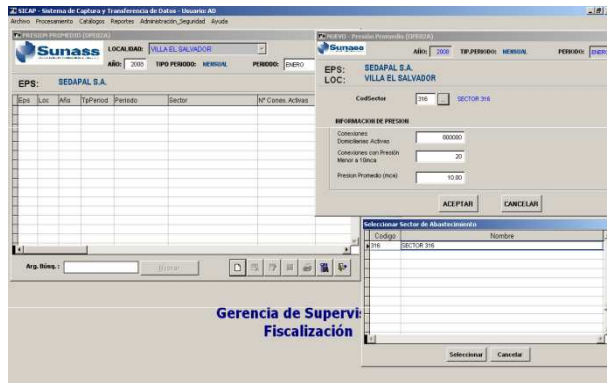 SICAP - Sistema de Captura y Transferencia de Datos - Usuario: AD
Archivo Procesamiento Catálogos Reportes Administración_Seguridad Ayuda
PRESION PROMEDIO (OPERZA)
Sunass
LOCALIDAD: VILLA EL SALVADOR
AÑO: 2008 TIPO PERIODO: MENSUAL PERIODO: ENERO
EPS: SEDAPAL S.A.
Eps Loc Año TpPeriod Periodo Sector Nº Conex. Activas
Arg. Búsq. :
Buscar
NUEVO - Presión Promedio (OPERZA)
Sunass
AÑO: 2008 TIP.PERIODO: MENSUAL PERIODO: ENERO
EPS: SEDAPAL S.A.
LOC: VILLA EL SALVADOR
CodSector 316 ... SECTOR 316
INFORMACION DE PRESION
Conexiones
Domiciliarias Activas 000080
Conexiones con Presión
Menor a 10mca 20
Presion Promedio (mca) 10.00
ACEPTAR CANCELAR
Seleccionar Sector de Abastecimiento
Codigo Nombre
316 SECTOR 316
Seleccionar Cancelar
Gerencia de Supervi
Fiscalización